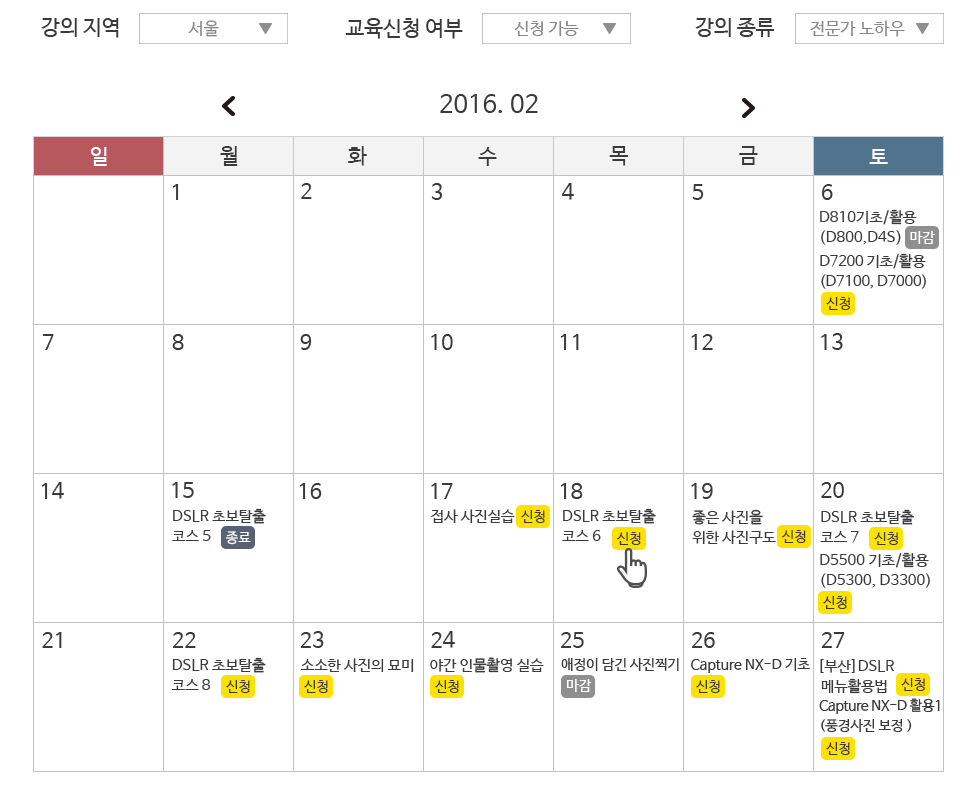 강의 지역 서울 ▼ 교육신청 여부 신청 가능 ▼ 강의 종류 전문가 노하우 ▼
2016. 02
일 월 화 수 목 금 토
1 2 3 4 5 6
D810기초/활용
(D800,D4S) 마감
D7200 기초/활용
(D7100, D7000)
신청
7 8 9 10 11 12 13
14 15 16 17 18 19 20
DSLR 초보탈출
코스 5 종료
접사 사진실습 신청
DSLR 초보탈출
코스 6 신청
좋은 사진을
위한 사진구도 신청
DSLR 초보탈출
코스 7 신청
D5500 기초/활용
(D5300, D3300)
신청
21 22 23 24 25 26 27
DSLR 초보탈출
코스 8 신청
소소한 사진의 묘미
신청
야간 인물촬영 실습
신청
애정이 담긴 사진찍기
마감
Capture NX-D 기초
신청
[부산] DSLR
메뉴활용법 신청
Capture NX-D 활용1
(풍경사진 보정 )
신청